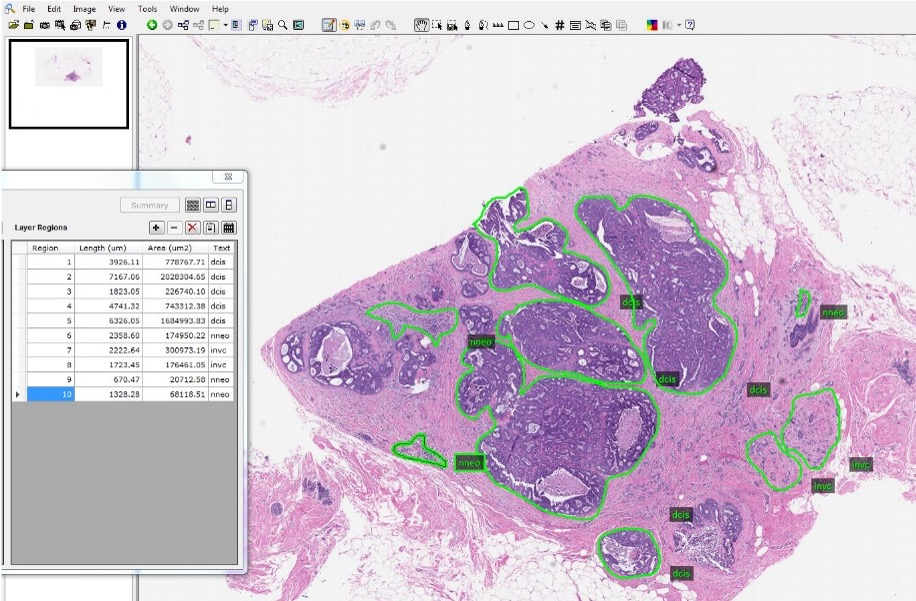 File Edit Image View Tools Window Help
Summary
Layer Regions
Region Length (um) Area (um2) Text
1 3926.11 778767.71 dcis
2 7167.06 2028304.65 dcis
3 1823.05 226740.10 dcis
4 4741.32 743312.38 dcis
5 6326.05 1684993.83 dcis
6 2358.60 174950.22 nneo
7 2222.64 300973.19 invc
8 1723.45 176461.05 invc
9 670.47 20712.58 nneo
10 1328.28 68118.51 nneo
dcis
nneo
nneo
dcis
dcis
nneo
invc
invc
dcis
dcis